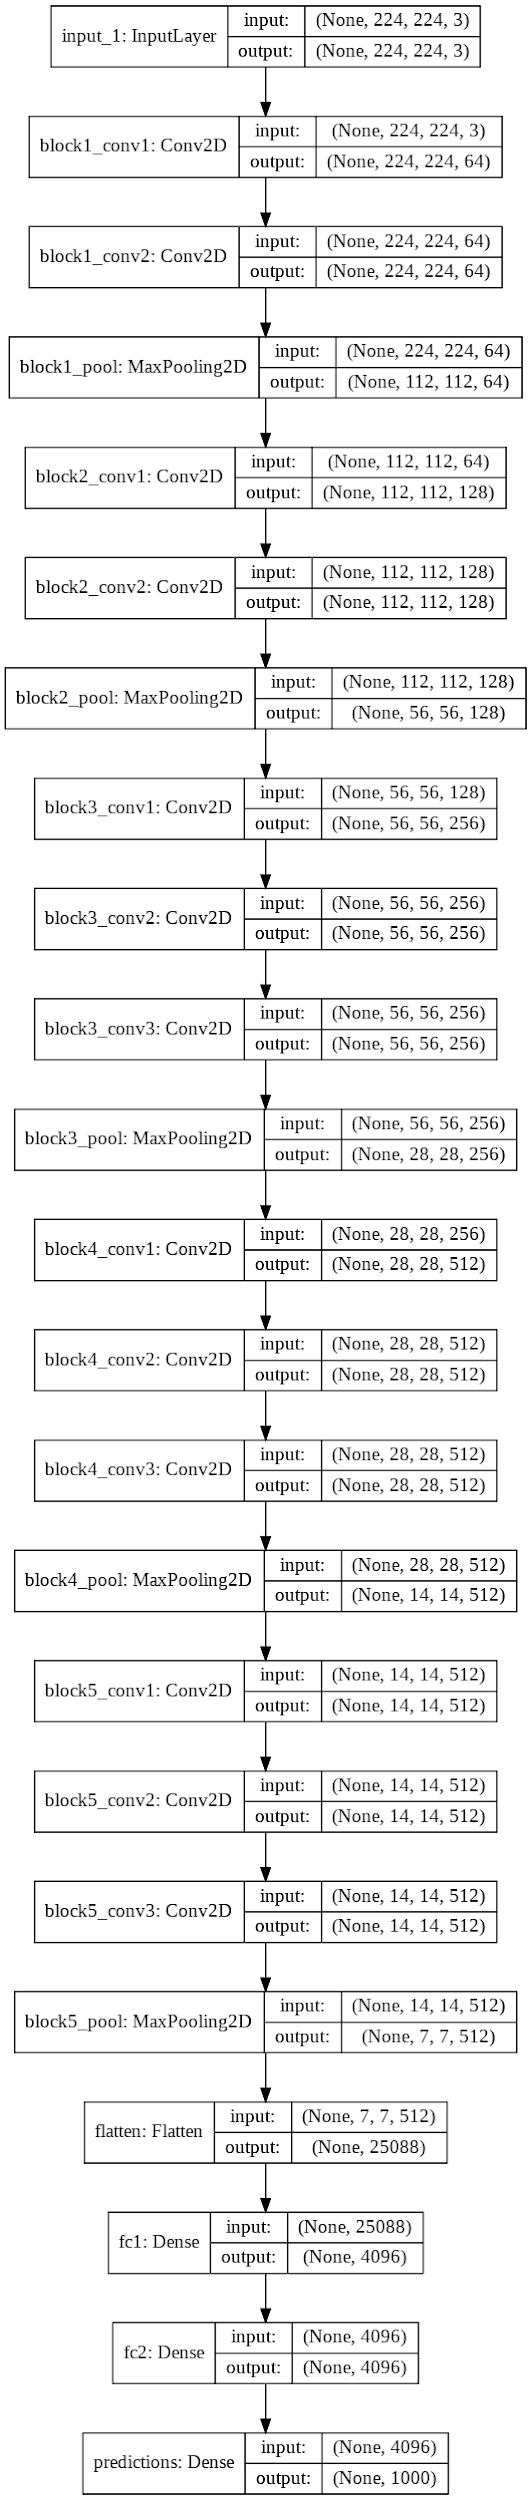 input_1: InputLayer input: (None, 224, 224, 3)
output: (None, 224, 224, 3)
block1_conv1: Conv2D input: (None, 224, 224, 3)
output: (None, 224, 224, 64)
block1_conv2: Conv2D input: (None, 224, 224, 64)
output: (None, 224, 224, 64)
block1_pool: MaxPooling2D input: (None, 224, 224, 64)
output: (None, 112, 112, 64)
block2_conv1: Conv2D input: (None, 112, 112, 64)
output: (None, 112, 112, 128)
block2_conv2: Conv2D input: (None, 112, 112, 128)
output: (None, 112, 112, 128)
block2_pool: MaxPooling2D input: (None, 112, 112, 128)
output: (None, 56, 56, 128)
block3_conv1: Conv2D input: (None, 56, 56, 128)
output: (None, 56, 56, 256)
block3_conv2: Conv2D input: (None, 56, 56, 256)
output: (None, 56, 56, 256)
block3_conv3: Conv2D input: (None, 56, 56, 256)
output: (None, 56, 56, 256)
block3_pool: MaxPooling2D input: (None, 56, 56, 256)
output: (None, 28, 28, 256)
block4_conv1: Conv2D input: (None, 28, 28, 256)
output: (None, 28, 28, 512)
block4_conv2: Conv2D input: (None, 28, 28, 512)
output: (None, 28, 28, 512)
block4_conv3: Conv2D input: (None, 28, 28, 512)
output: (None, 28, 28, 512)
block4_pool: MaxPooling2D input: (None, 28, 28, 512)
output: (None, 14, 14, 512)
block5_conv1: Conv2D input: (None, 14, 14, 512)
output: (None, 14, 14, 512)
block5_conv2: Conv2D input: (None, 14, 14, 512)
output: (None, 14, 14, 512)
block5_conv3: Conv2D input: (None, 14, 14, 512)
output: (None, 14, 14, 512)
block5_pool: MaxPooling2D input: (None, 14, 14, 512)
output: (None, 7, 7, 512)
flatten: Flatten input: (None, 7, 7, 512)
output: (None, 25088)
fc1: Dense input: (None, 25088)
output: (None, 4096)
fc2: Dense input: (None, 4096)
output: (None, 4096)
predictions: Dense input: (None, 4096)
output: (None, 1000)